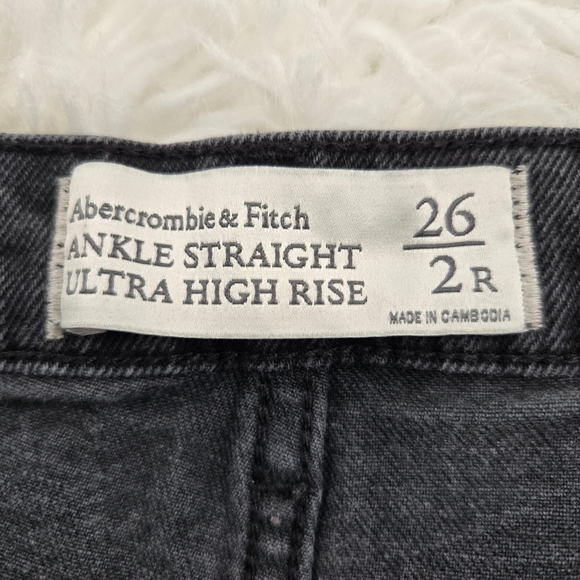 Abercrombie & Fitch
ANKLE STRAIGHT
ULTRA HIGH RISE
26
2 R
MADE IN CAMBODIA